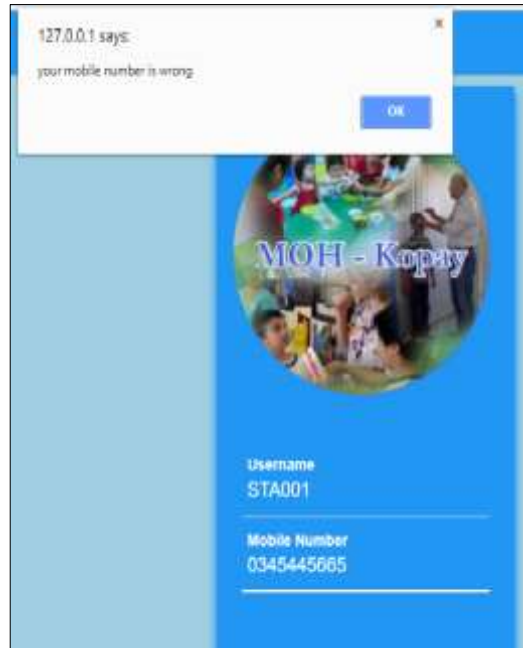 127.0.0.1 says:
your mobile number is wrong
OK
MOH - Kopay
Username
STA001
Mobile Number
0345445665